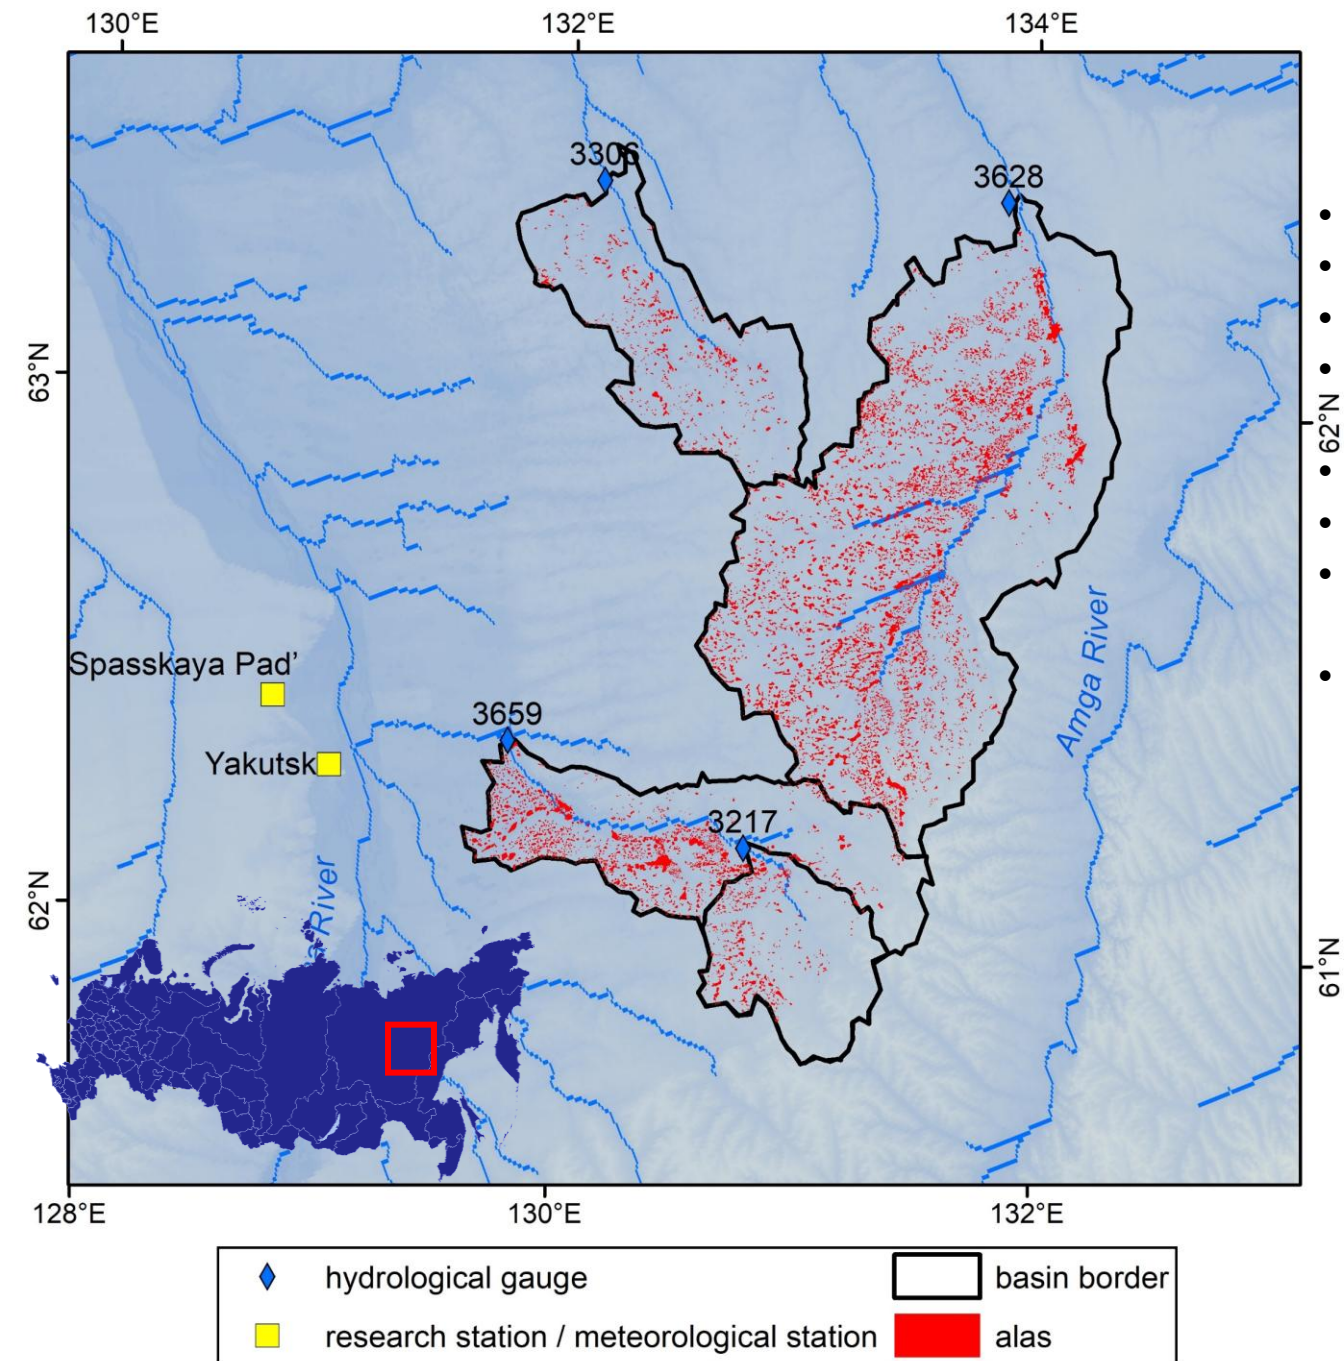 130°E 132°E 134°E
3306
3628
63°N
62°N
Spasskaya Pad’
Amga River
3659
Yakutsk
3217
62°N
River
61°N
128°E 130°E 132°E
hydrological gauge basin border
research station / meteorological station alas